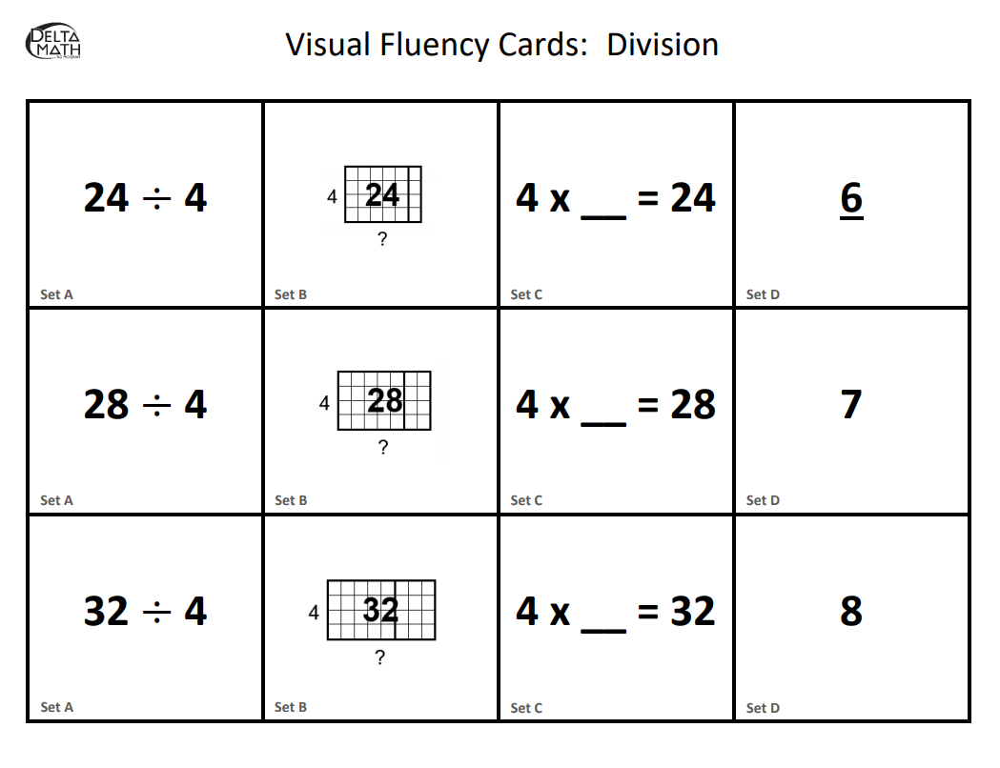 DELTA
MATH
Visual Fluency Cards: Division
24 ÷ 4
4
24
?
4 x __ = 24
6
Set A
Set B
Set C
Set D
28 ÷ 4
4
28
?
4 x __ = 28
7
Set A
Set B
Set C
Set D
32 ÷ 4
4
32
?
4 x __ = 32
8
Set A
Set B
Set C
Set D